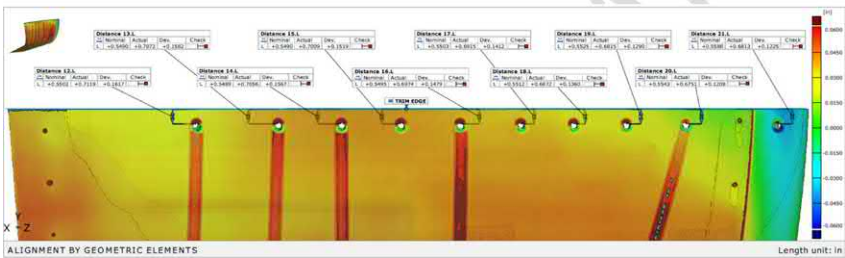 [in]
Distance 13.L
Nominal Actual Dev. Check
L +0.5490 +0.7072 +0.1582
Distance 15.L
Nominal Actual Dev. Check
L +0.5490 +0.7009 +0.1519
Distance 17.L
Nominal Actual Dev. Check
L +0.5503 +0.6915 +0.1412
Distance 19.L
Nominal Actual Dev. Check
L +0.5525 +0.6815 +0.1290
Distance 21.L
Nominal Actual Dev. Check
L +0.5588 +0.6813 +0.1225
Distance 12.L
Nominal Actual Dev. Check
L +0.5502 +0.7119 +0.1617
Distance 14.L
Nominal Actual Dev. Check
L +0.5489 +0.7056 +0.1567
Distance 16.L
Nominal Actual Dev. Check
L +0.5495 +0.6974 +0.1479
Distance 18.L
Nominal Actual Dev. Check
L +0.5512 +0.6872 +0.1360
Distance 20.L
Nominal Actual Dev. Check
L +0.5543
TRIM EDGE
0.0600
0.0450
0.0300
0.0150
0.0000
-0.0150
-0.0300
-0.0450
-0.0600
Y
X Z
ALIGNMENT BY GEOMETRIC ELEMENTS
Length unit: in